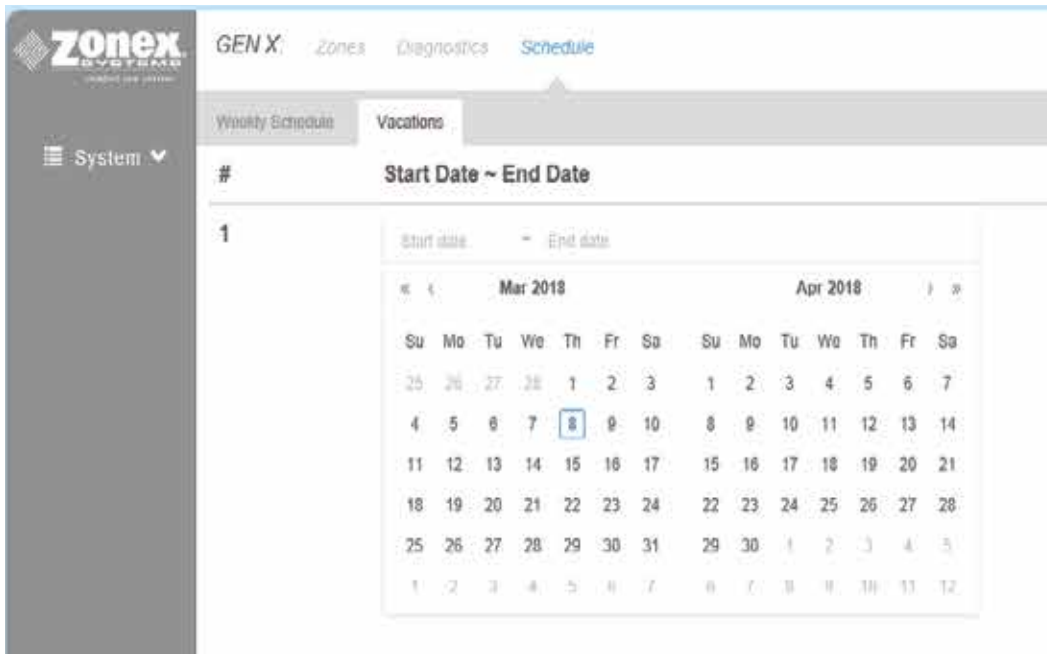 Zonex
SYSTEMS
GEN X: Zones Diagnostics Schedule
Weekly Schedule Vacations
System
# Start Date ~ End Date
1
Start date ~ End date
« ‹ Mar 2018 Apr 2018 › »
Su Mo Tu We Th Fr Sa Su Mo Tu We Th Fr Sa
25 26 27 28 1 2 3 1 2 3 4 5 6 7
4 5 6 7 8 9 10 8 9 10 11 12 13 14
11 12 13 14 15 16 17 15 16 17 18 19 20 21
18 19 20 21 22 23 24 22 23 24 25 26 27 28
25 26 27 28 29 30 31 29 30 1 2 3 4 5
1 2 3 4 5 6 7 6 7 8 9 10 11 12